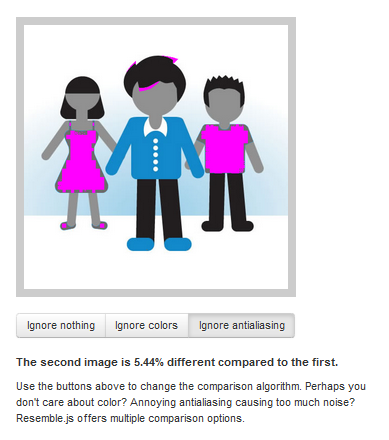 Ignore nothing Ignore colors Ignore antialiasing
The second image is 5.44% different compared to the first.
Use the buttons above to change the comparison algorithm. Perhaps you
don't care about color? Annoying antialiasing causing too much noise?
Resemble.js offers multiple comparison options.